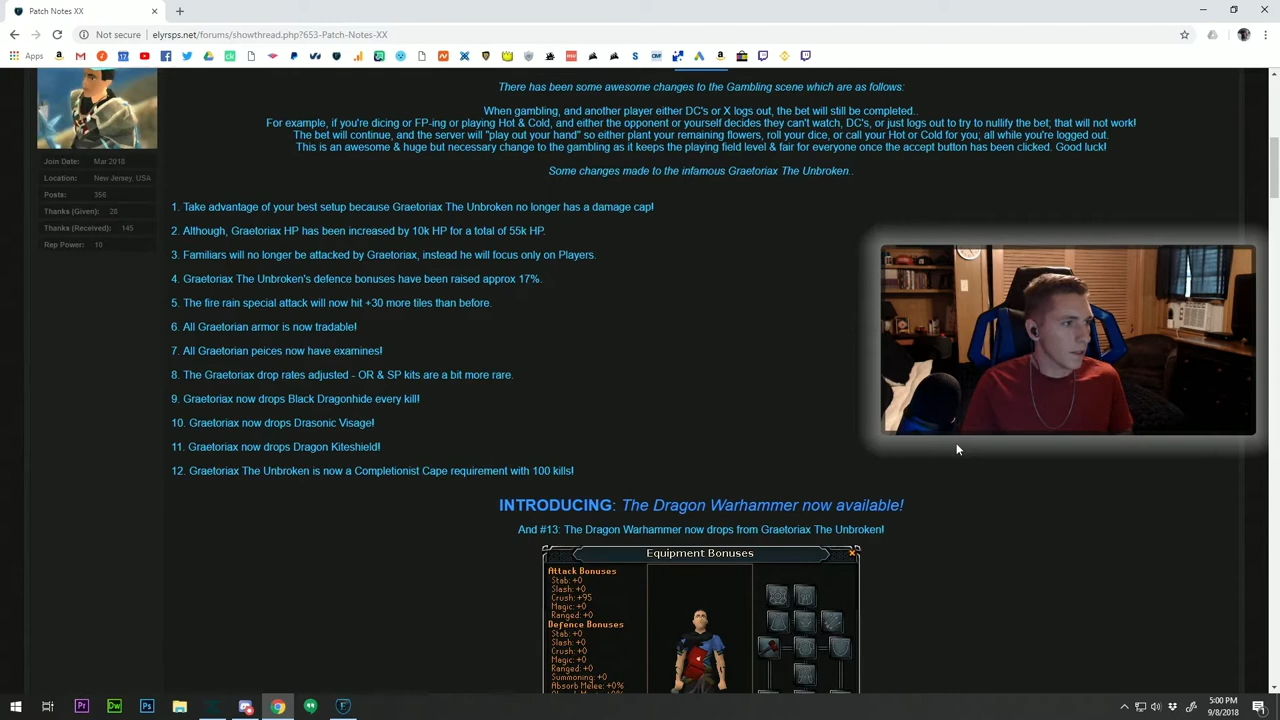 Patch Notes XX
Not secure
elyrsps.net/forums/showthread.php?653-Patch-Notes-XX
Apps
There has been some awesome changes to the Gambling scene which are as follows:
When gambling, and another player either DC's or X logs out, the bet will still be completed..
For example, if you're dicing or FP-ing or playing Hot & Cold, and either the opponent or yourself decides they can't watch, DC's, or just logs out to try to nullify the bet; that will not work!
The bet will continue, and the server will "play out your hand" so either plant your remaining flowers, roll your dice, or call your Hot or Cold for you; all while you're logged out.
This is an awesome & huge but necessary change to the gambling as it keeps the playing field level & fair for everyone once the accept button has been clicked. Good luck!
Some changes made to the infamous Graetoriax The Unbroken..
Join Date: Mar 2018
Location: New Jersey, USA
Posts: 356
Thanks (Given): 28
Thanks (Received): 145
Rep Power: 10
1. Take advantage of your best setup because Graetoriax The Unbroken no longer has a damage cap!
2. Although, Graetoriax HP has been increased by 10k HP for a total of 55k HP.
3. Familiars will no longer be attacked by Graetoriax, instead he will focus only on Players.
4. Graetoriax The Unbroken's defence bonuses have been raised approx 17%.
5. The fire rain special attack will now hit +30 more tiles than before.
6. All Graetorian armor is now tradable!
7. All Graetorian peices now have examines!
8. The Graetoriax drop rates adjusted - OR & SP kits are a bit more rare.
9. Graetoriax now drops Black Dragonhide every kill!
10. Graetoriax now drops Drasonic Visage!
11. Graetoriax now drops Dragon Kiteshield!
12. Graetoriax The Unbroken is now a Completionist Cape requirement with 100 kills!
INTRODUCING: The Dragon Warhammer now available!
And #13: The Dragon Warhammer now drops from Graetoriax The Unbroken!
Equipment Bonuses
Attack Bonuses
Stab: +0
Slash: +0
Crush: +95
Magic: +0
Ranged: +0
Defence Bonuses
Stab: +0
Slash: +0
Crush: +0
Magic: +0
Ranged: +0
Summoning: +0
Absorb Melee: +0%
5:00 PM
9/8/2018